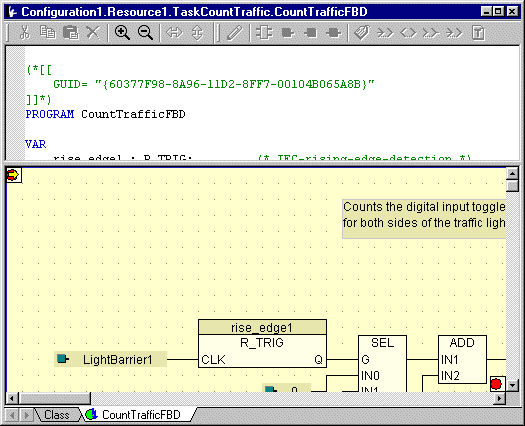 Configuration1.Resource1.TaskCountTraffic.CountTrafficFBD
(*[[
GUID= "{60377F98-8A96-11D2-8FF7-00104B065A8B}"
]]*)
PROGRAM CountTrafficFBD
VAR
rise_edge1 : R_TRIG; (* IEC-rising-edge-detection *)
Counts the digital input toggle
for both sides of the traffic ligh
rise_edge1
R_TRIG SEL ADD
LightBarrier1 CLK Q G IN1
0 IN0 IN2
IN1
Class CountTrafficFBD